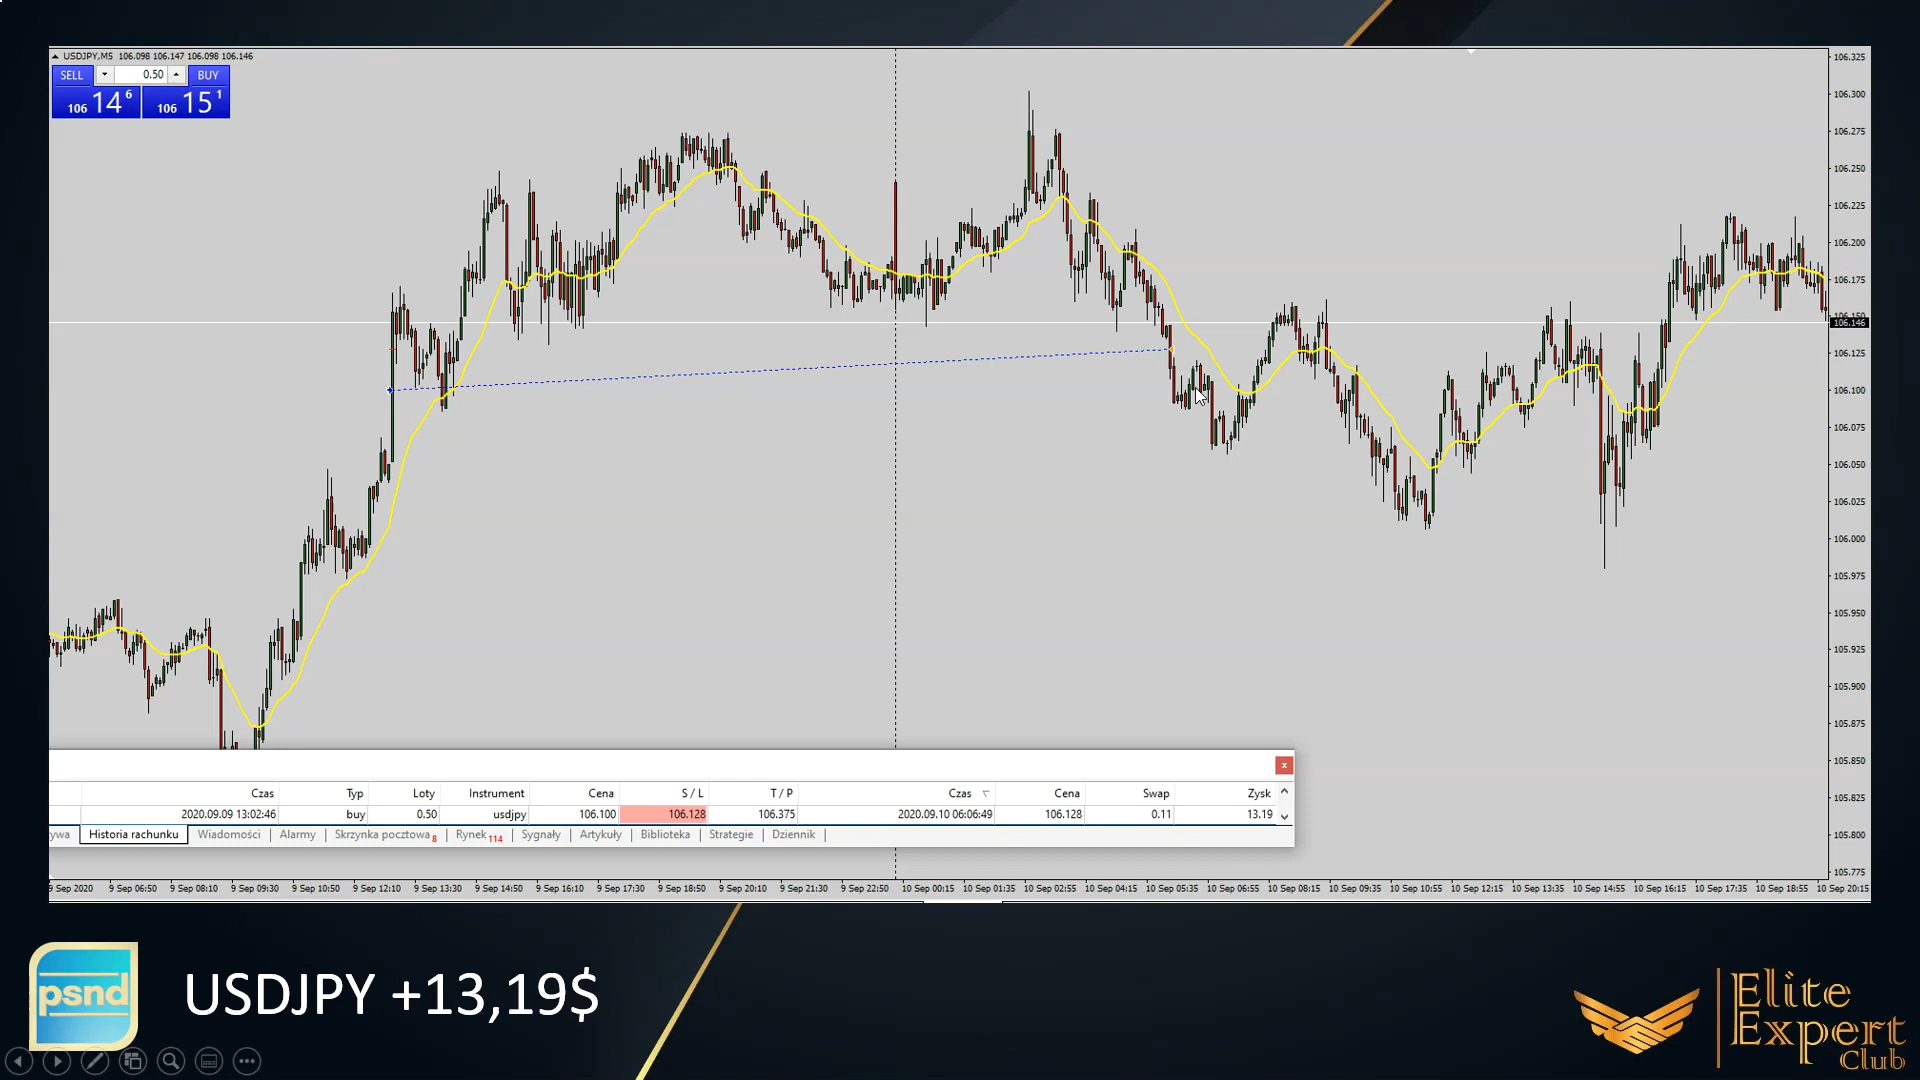 USDJPY,M5 106.098 106.147 106.098 106.146
SELL 0.50 BUY
106 14 6 106 15 1
106.325
106.300
106.275
106.250
106.225
106.200
106.175
106.150
106.146
106.125
106.100
106.075
106.050
106.025
106.000
105.975
105.950
105.925
105.900
105.875
105.850
105.825
105.800
105.775
Czas Typ Loty Instrument Cena S / L T / P Czas Cena Swap Zysk
2020.09.09 13:02:46 buy 0.50 usdjpy 106.100 106.128 106.375 2020.09.10 06:06:49 106.128 0.11 13.19
ywa Historia rachunku Wiadomości Alarmy Skrzynka pocztowa 8 Rynek 114 Sygnały Artykuły Biblioteka Strategie Dziennik
9 Sep 2020 9 Sep 06:50 9 Sep 08:10 9 Sep 09:30 9 Sep 10:50 9 Sep 12:10 9 Sep 13:30 9 Sep 14:50 9 Sep 16:10 9 Sep 17:30 9 Sep 18:50 9 Sep 20:10 9 Sep 21:30 9 Sep 22:50 10 Sep 00:15 10 Sep 01:35 10 Sep 02:55 10 Sep 04:15 10 Sep 05:35 10 Sep 06:55 10 Sep 08:15 10 Sep 09:35 10 Sep 10:55 10 Sep 12:15 10 Sep 13:35 10 Sep 14:55 10 Sep 16:15 10 Sep 17:35 10 Sep 18:55 10 Sep 20:15
psnd
USDJPY +13,19$
Elite
Expert
Club